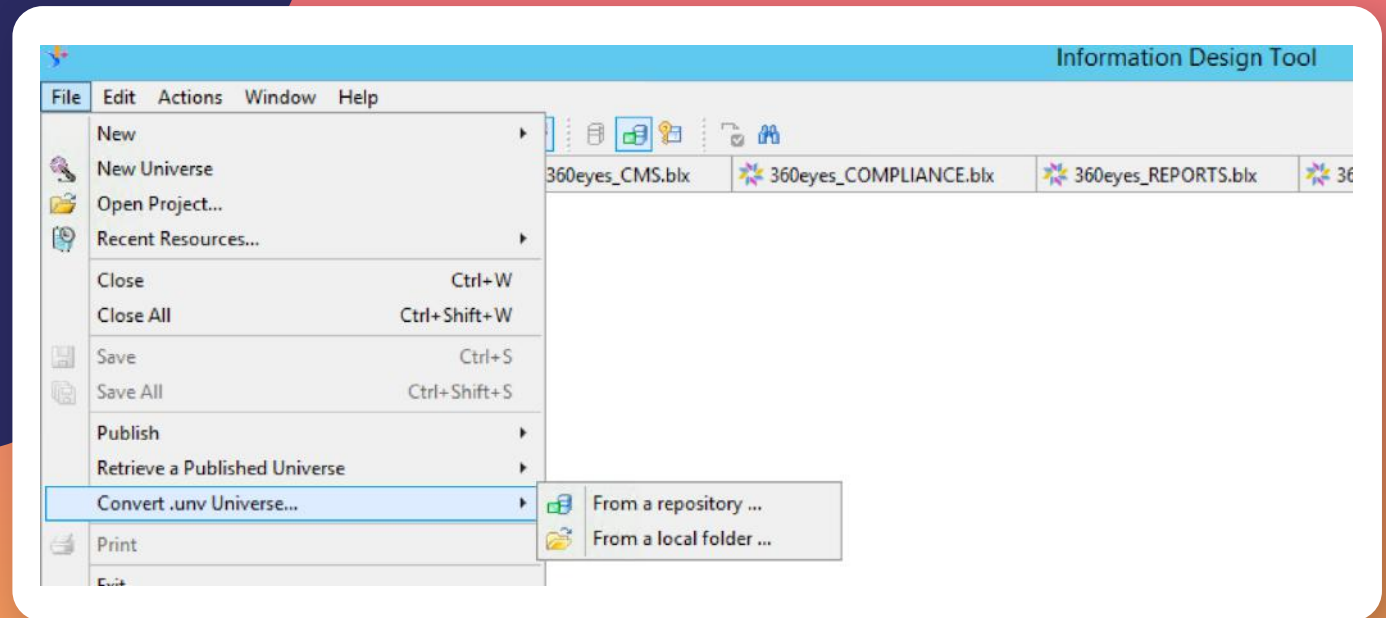 Information Design Tool
File Edit Actions Window Help
New
New Universe
360eyes_CMS.blx 360eyes_COMPLIANCE.blx 360eyes_REPORTS.blx 36
Open Project...
Recent Resources...
Close Ctrl+W
Close All Ctrl+Shift+W
Save Ctrl+S
Save All Ctrl+Shift+S
Publish
Retrieve a Published Universe
Convert .unv Universe...
From a repository ...
From a local folder ...
Print
Exit